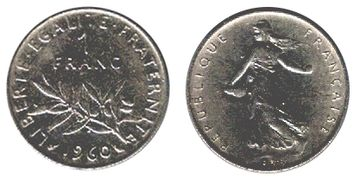 LIBERTE · EGALITE · FRATERNITE
1
FRANC
1960
REPUBLIQUE FRANCAISE